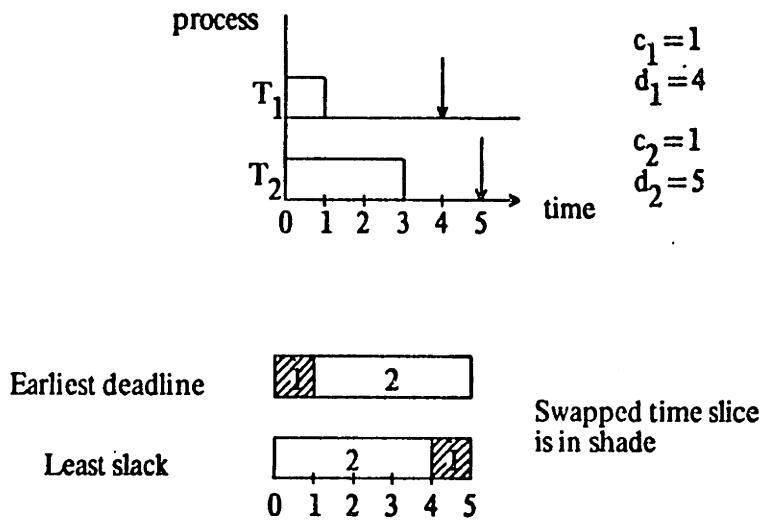 process
T1
T2
0 1 2 3 4 5
time
c1=1
d1=4
c2=1
d2=5
Earliest deadline
1 2
Least slack
2 1
0 1 2 3 4 5
Swapped time slice
is in shade